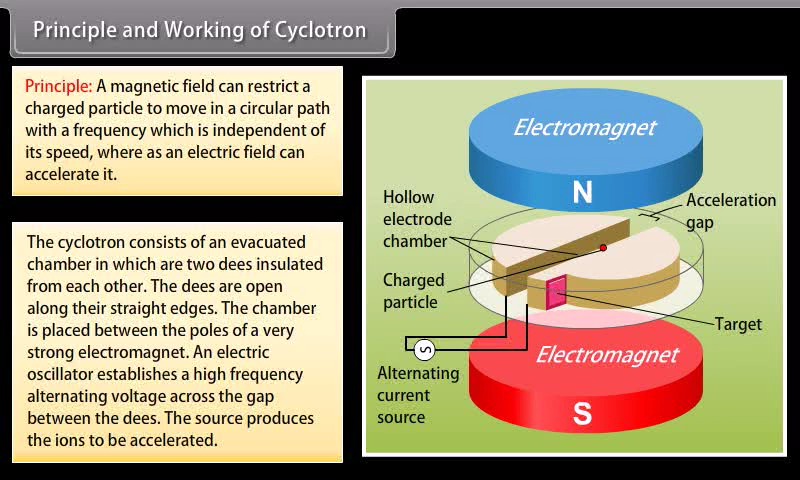 Principle and Working of Cyclotron
Principle: A magnetic field can restrict a
charged particle to move in a circular path
with a frequency which is independent of
its speed, where as an electric field can
accelerate it.
The cyclotron consists of an evacuated
chamber in which are two dees insulated
from each other. The dees are open
along their straight edges. The chamber
is placed between the poles of a very
strong electromagnet. An electric
oscillator establishes a high frequency
alternating voltage across the gap
between the dees. The source produces
the ions to be accelerated.
Electromagnet
N
Hollow
electrode
chamber
Acceleration
gap
Charged
particle
Target
S
Alternating
current
source
Electromagnet
S